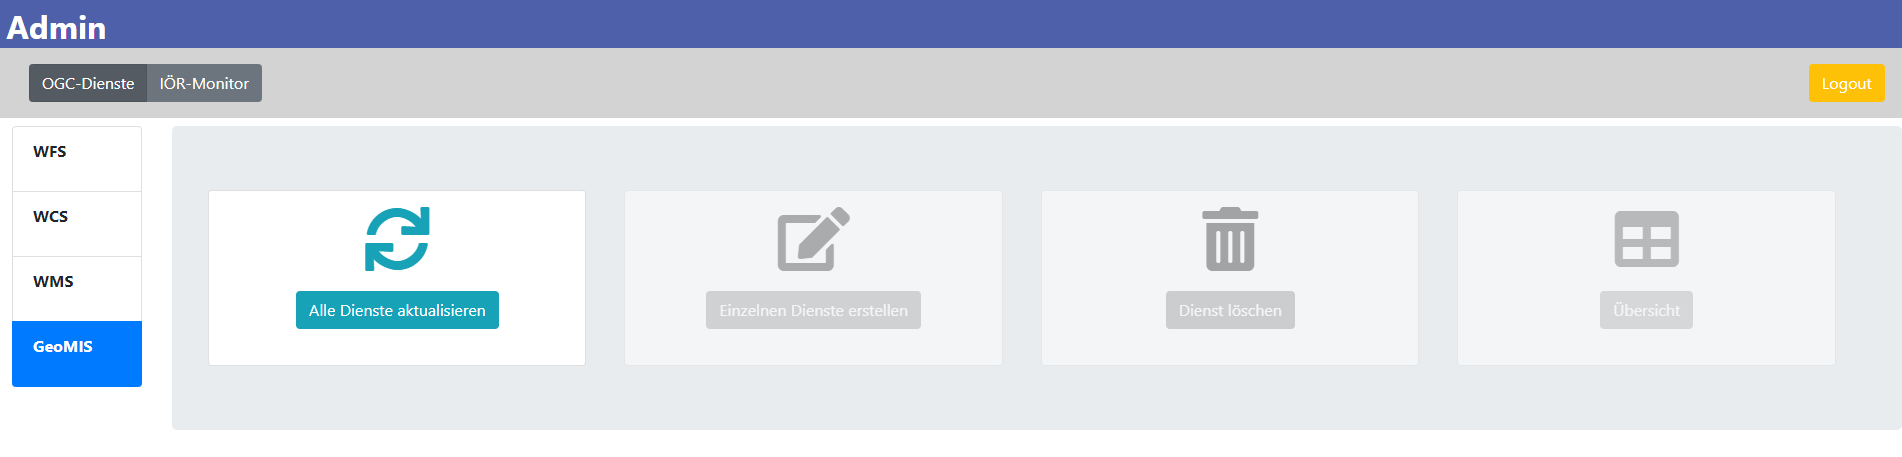 Admin
OGC-Dienste IÖR-Monitor Logout
WFS
WCS
WMS
GeoMIS
Alle Dienste aktualisieren
Einzelnen Dienste erstellen
Dienst löschen
Übersicht